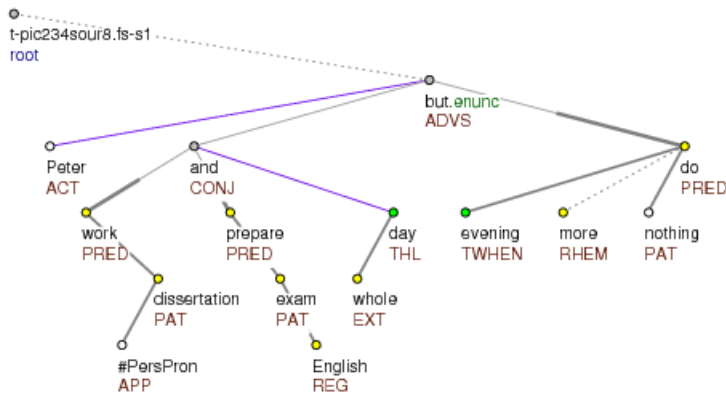 t-pic234sour8.fs-s1
root
but.enunc
ADVS
Peter
ACT
and
CONJ
do
PRED
work
PRED
prepare
PRED
day
THL
evening
TWHEN
more
RHEM
nothing
PAT
dissertation
PAT
exam
PAT
whole
EXT
#PersPron
APP
English
REG